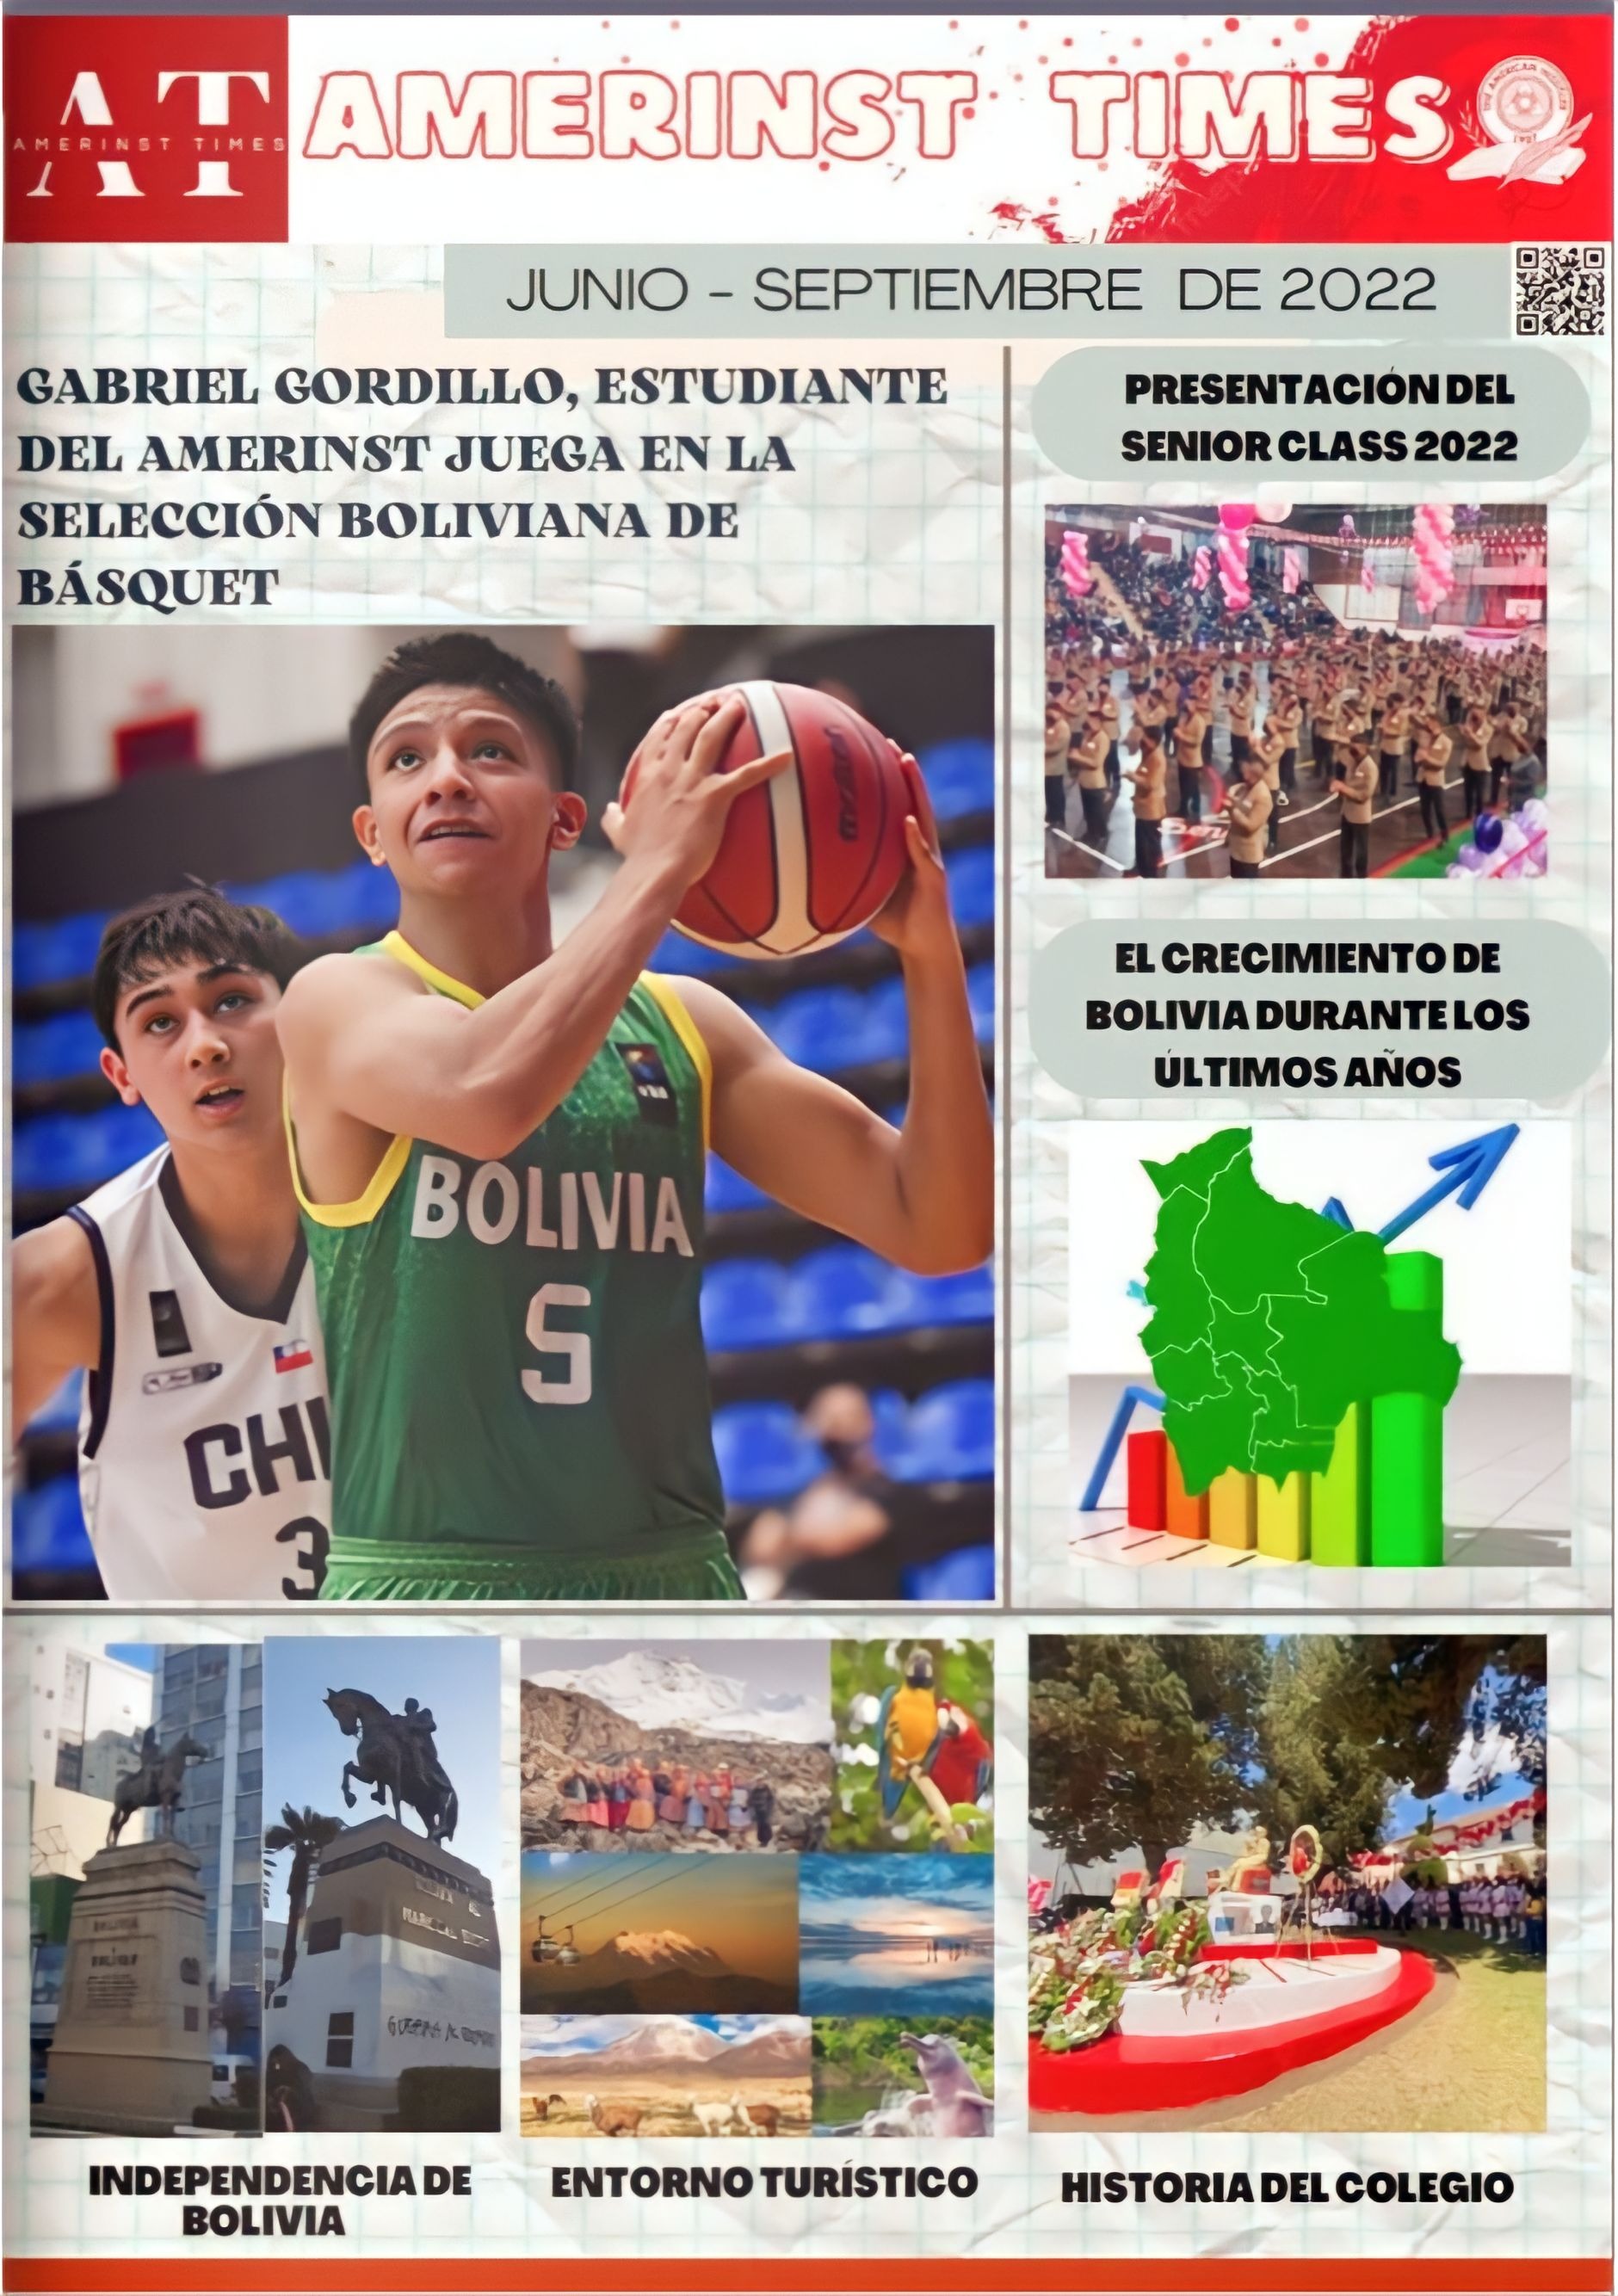 AT
AMERINST TIMES
AMERINST TIMES
JUNIO - SEPTIEMBRE DE 2022
GABRIEL GORDILLO, ESTUDIANTE
DEL AMERINST JUEGA EN LA
SELECCIÓN BOLIVIANA DE
BÁSQUET
PRESENTACIÓN DEL
SENIOR CLASS 2022
EL CRECIMIENTO DE
BOLIVIA DURANTE LOS
ÚLTIMOS AÑOS
BOLIVIA
5
CHI
3
INDEPENDENCIA DE
BOLIVIA
ENTORNO TURÍSTICO
HISTORIA DEL COLEGIO